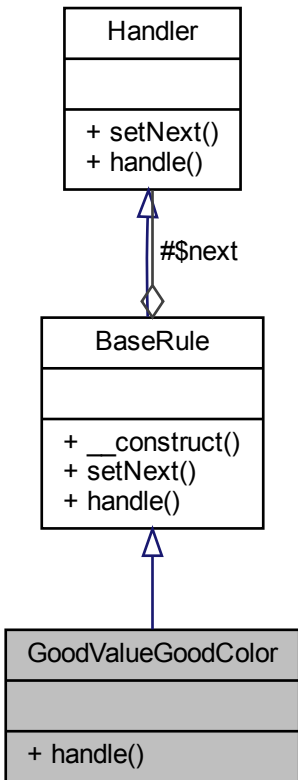 Handler
+ setNext()
+ handle()
#$next
BaseRule
+ __construct()
+ setNext()
+ handle()
GoodValueGoodColor
+ handle()